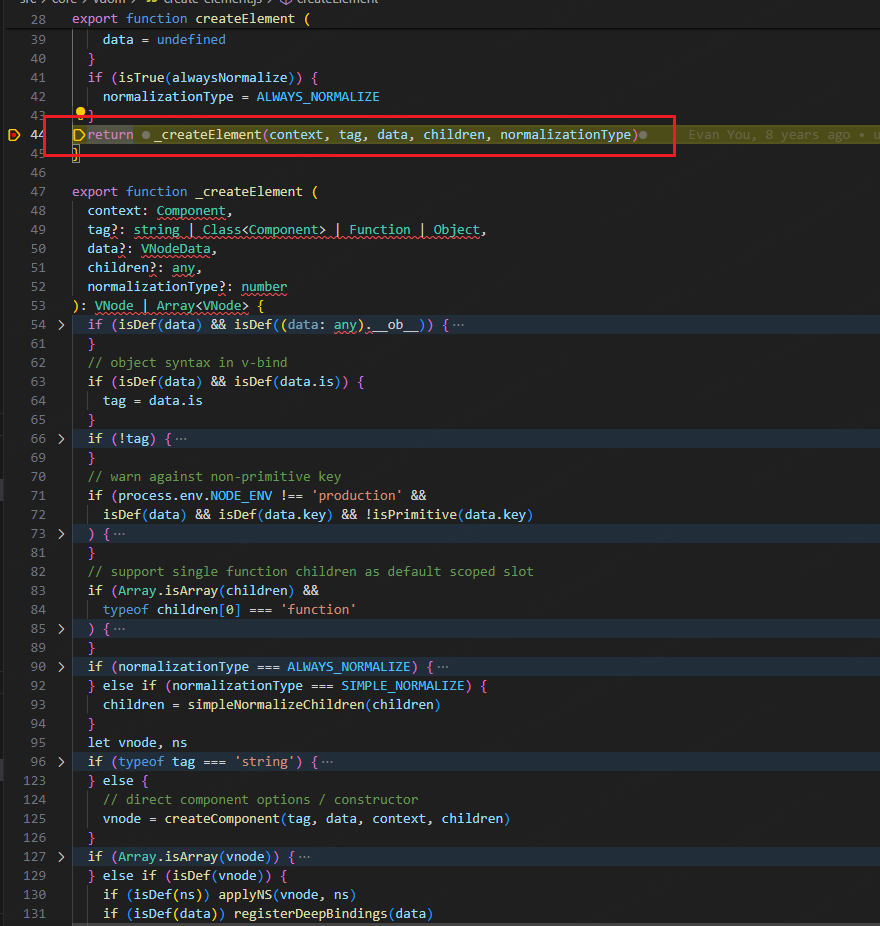 src > core > vdom > JS create-element.js > createElement
28 export function createElement (
39 data = undefined
40 }
41 if (isTrue(alwaysNormalize)) {
42 normalizationType = ALWAYS_NORMALIZE
43 }
44 return _createElement(context, tag, data, children, normalizationType) Evan You, 8 years ago • u
45 }
46
47 export function _createElement (
48 context: Component,
49 tag?: string | Class<Component> | Function | Object,
50 data?: VNodeData,
51 children?: any,
52 normalizationType?: number
53 ): VNode | Array<VNode> {
54 > if (isDef(data) && isDef((data: any).__ob__)) { ⋯
61 }
62 // object syntax in v-bind
63 if (isDef(data) && isDef(data.is)) {
64 tag = data.is
65 }
66 > if (!tag) { ⋯
69 }
70 // warn against non-primitive key
71 if (process.env.NODE_ENV !== 'production' &&
72 isDef(data) && isDef(data.key) && !isPrimitive(data.key)
73 > ) { ⋯
81 }
82 // support single function children as default scoped slot
83 if (Array.isArray(children) &&
84 typeof children[0] === 'function'
85 > ) { ⋯
89 }
90 > if (normalizationType === ALWAYS_NORMALIZE) { ⋯
92 } else if (normalizationType === SIMPLE_NORMALIZE) {
93 children = simpleNormalizeChildren(children)
94 }
95 let vnode, ns
96 > if (typeof tag === 'string') { ⋯
123 } else {
124 // direct component options / constructor
125 vnode = createComponent(tag, data, context, children)
126 }
127 > if (Array.isArray(vnode)) { ⋯
129 } else if (isDef(vnode)) {
130 if (isDef(ns)) applyNS(vnode, ns)
131 if (isDef(data)) registerDeepBindings(data)